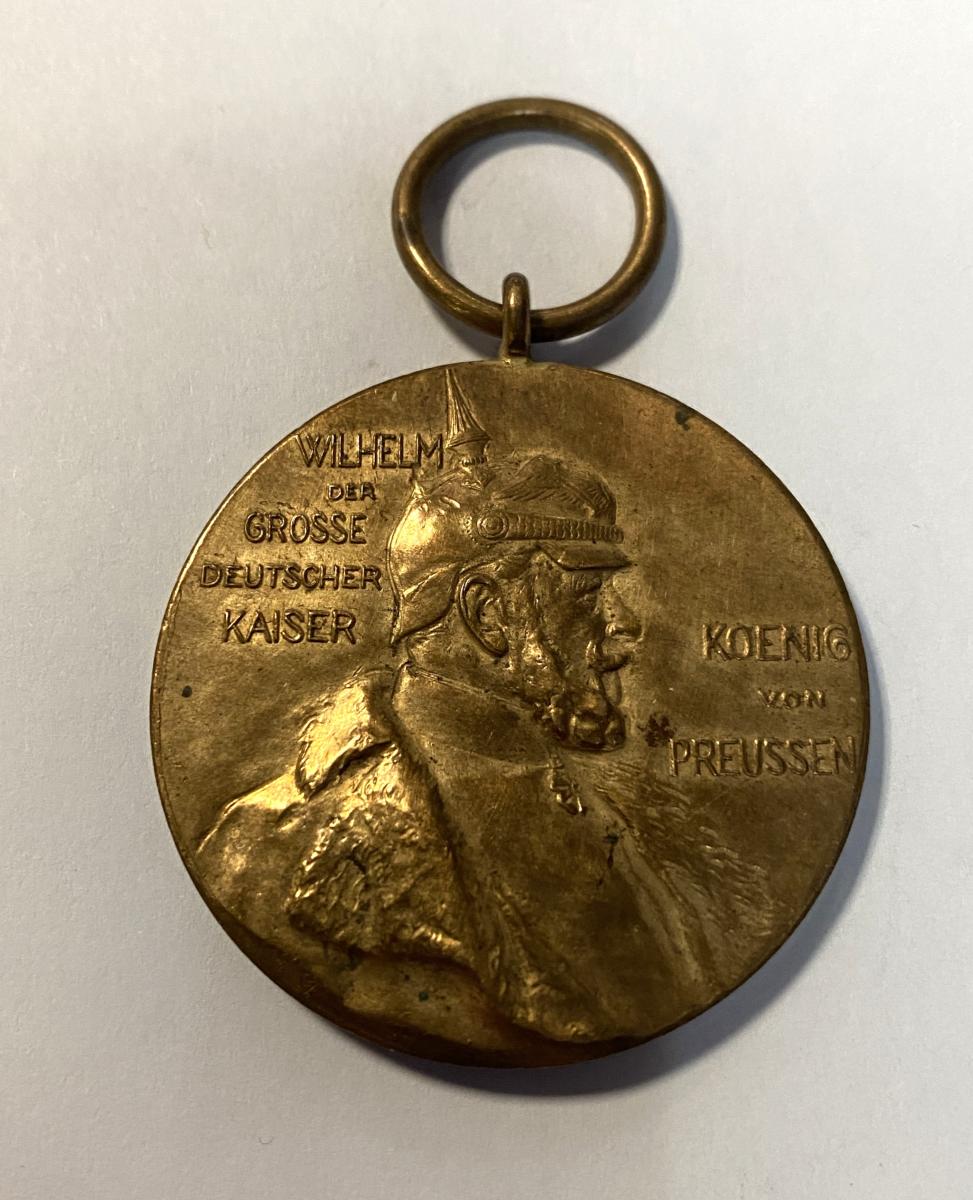 WILHELM
DER
GROSSE
DEUTSCHER
KAISER
KOENIG
VON
PREUSSEN